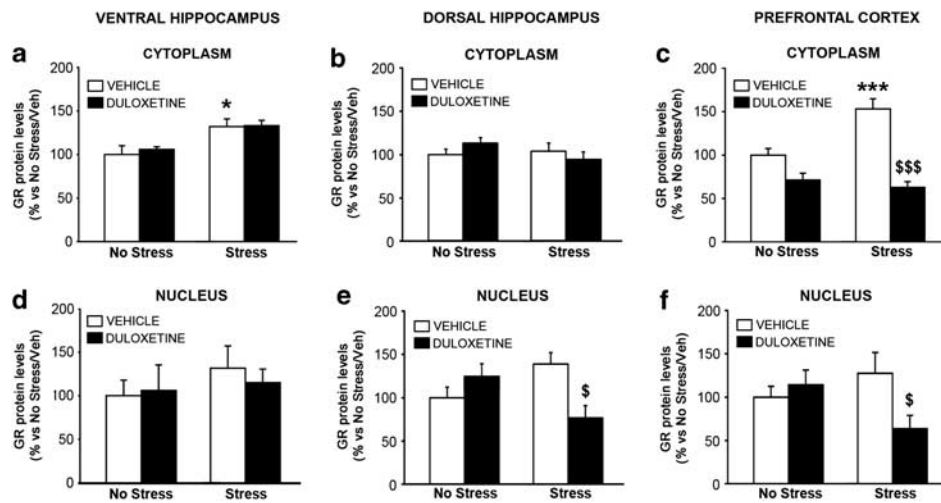 VENTRAL HIPPOCAMPUS
DORSAL HIPPOCAMPUS
PREFRONTAL CORTEX
a
CYTOPLASM
GR protein levels
(% vs No Stress/Veh)
200
150
100
50
0
VEHICLE
DULOXETINE
*
No Stress
Stress
b
CYTOPLASM
GR protein levels
(% vs No Stress/Veh)
200
150
100
50
0
VEHICLE
DULOXETINE
No Stress
Stress
c
CYTOPLASM
GR protein levels
(% vs No Stress/Veh)
200
150
100
50
0
VEHICLE
DULOXETINE
***
$$$
No Stress
Stress
d
NUCLEUS
GR protein levels
(% vs No Stress/Veh)
200
150
100
50
0
VEHICLE
DULOXETINE
No Stress
Stress
e
NUCLEUS
GR protein levels
(% vs No Stress/Veh)
200
150
100
50
0
VEHICLE
DULOXETINE
$
No Stress
Stress
f
NUCLEUS
GR protein levels
(% vs No Stress/Veh)
200
150
100
50
0
VEHICLE
DULOXETINE
$
No Stress
Stress